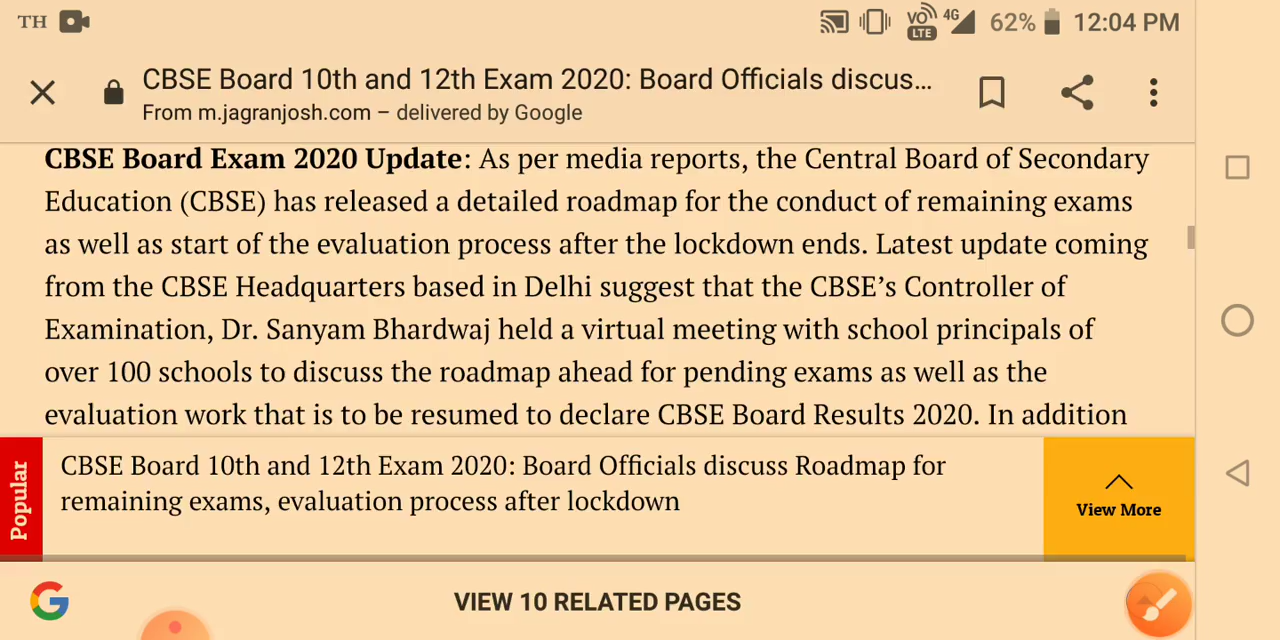 TH
VO LTE 4G 62% 12:04 PM
CBSE Board 10th and 12th Exam 2020: Board Officials discus...
From m.jagranjosh.com – delivered by Google
CBSE Board Exam 2020 Update: As per media reports, the Central Board of Secondary
Education (CBSE) has released a detailed roadmap for the conduct of remaining exams
as well as start of the evaluation process after the lockdown ends. Latest update coming
from the CBSE Headquarters based in Delhi suggest that the CBSE’s Controller of
Examination, Dr. Sanyam Bhardwaj held a virtual meeting with school principals of
over 100 schools to discuss the roadmap ahead for pending exams as well as the
evaluation work that is to be resumed to declare CBSE Board Results 2020. In addition
Popular
CBSE Board 10th and 12th Exam 2020: Board Officials discuss Roadmap for
remaining exams, evaluation process after lockdown
View More
G
VIEW 10 RELATED PAGES